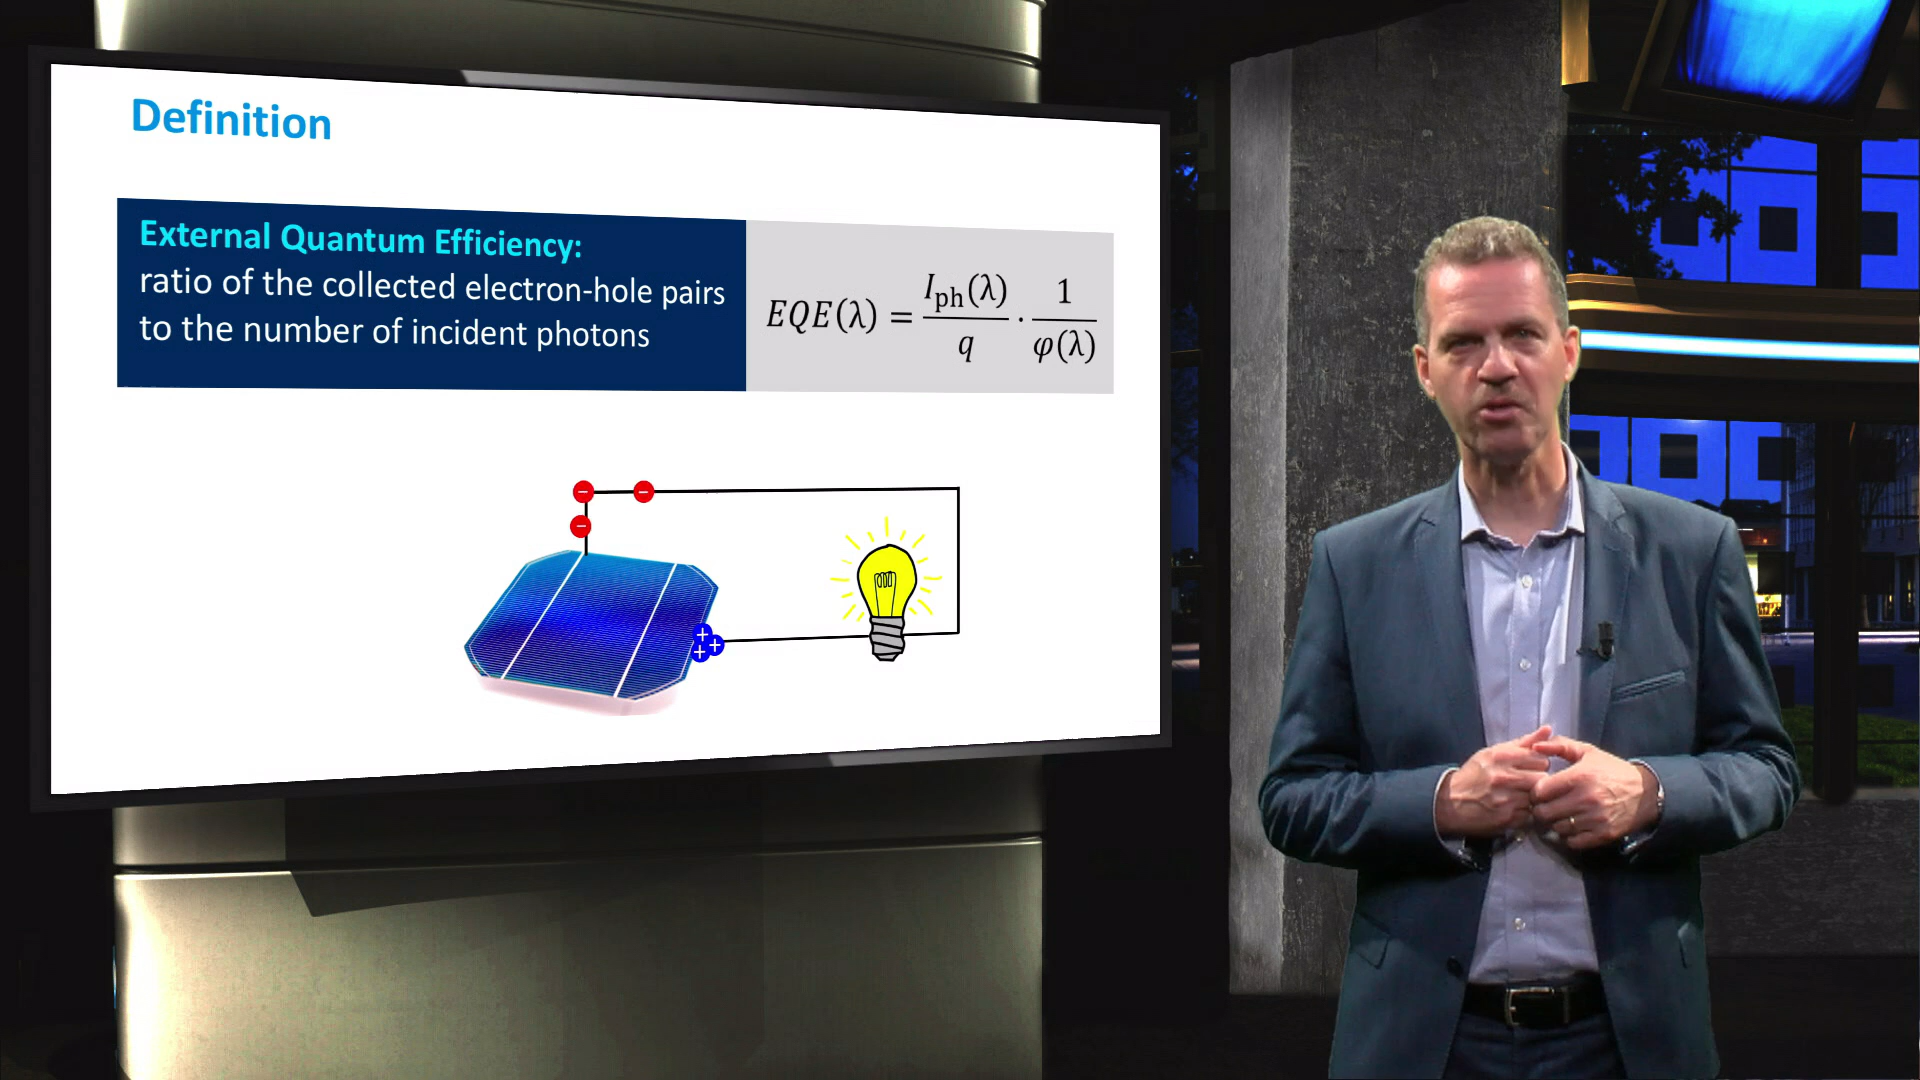 Definition
External Quantum Efficiency:
ratio of the collected electron-hole pairs
to the number of incident photons
EQE(λ) = I_ph(λ)/q · 1/φ(λ)
− −
−
+
+ +